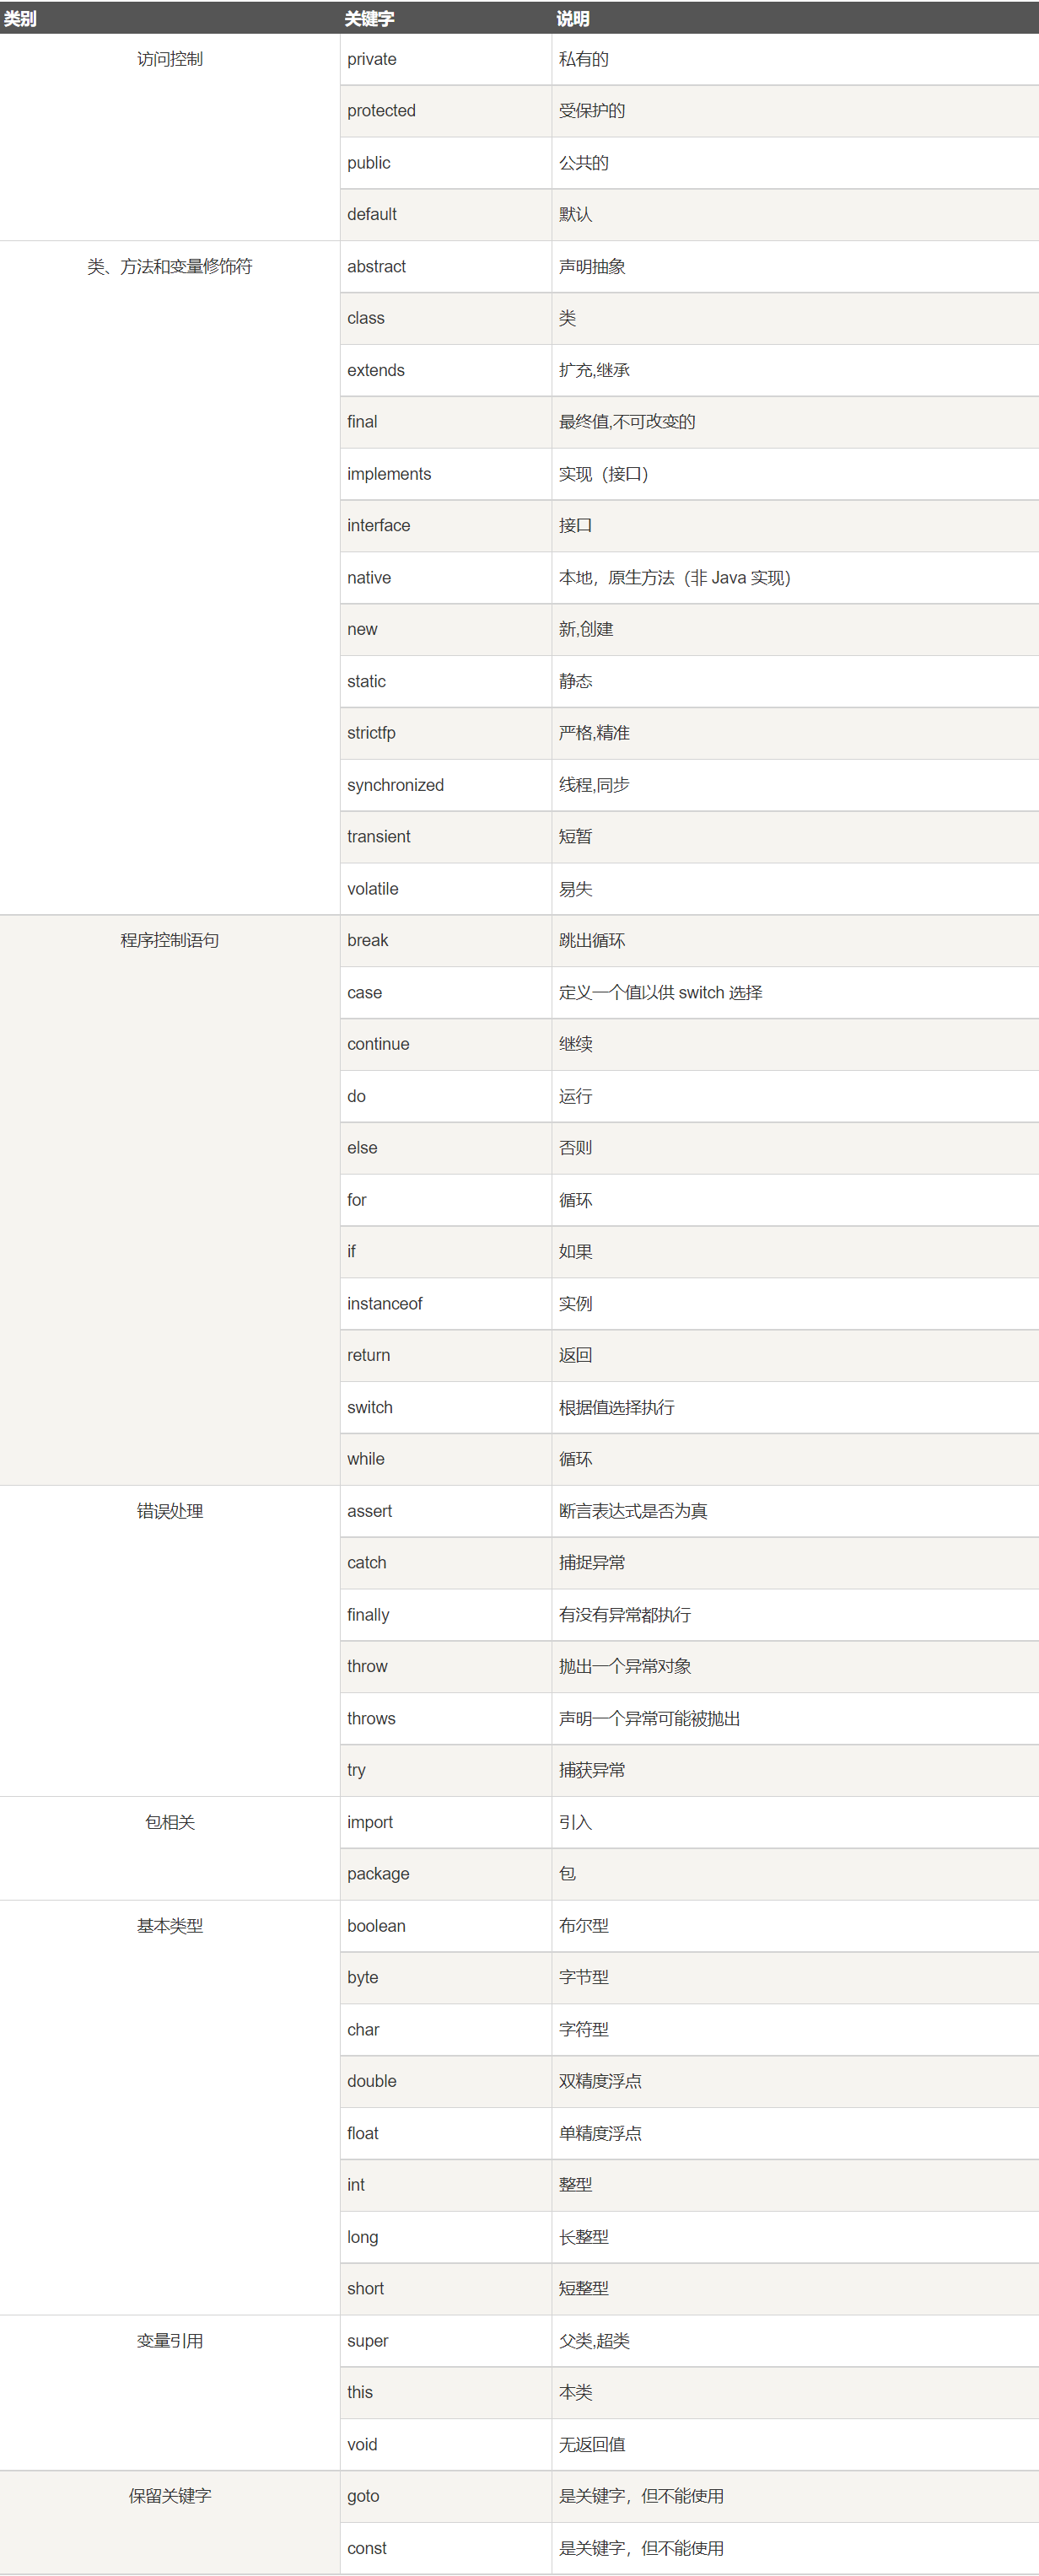 类别 关键字 说明
访问控制 private 私有的
protected 受保护的
public 公共的
default 默认
类、方法和变量修饰符 abstract 声明抽象
class 类
extends 扩充,继承
final 最终值,不可改变的
implements 实现（接口）
interface 接口
native 本地，原生方法（非 Java 实现）
new 新,创建
static 静态
strictfp 严格,精准
synchronized 线程,同步
transient 短暂
volatile 易失
程序控制语句 break 跳出循环
case 定义一个值以供 switch 选择
continue 继续
do 运行
else 否则
for 循环
if 如果
instanceof 实例
return 返回
switch 根据值选择执行
while 循环
错误处理 assert 断言表达式是否为真
catch 捕捉异常
finally 有没有异常都执行
throw 抛出一个异常对象
throws 声明一个异常可能被抛出
try 捕获异常
包相关 import 引入
package 包
基本类型 boolean 布尔型
byte 字节型
char 字符型
double 双精度浮点
float 单精度浮点
int 整型
long 长整型
short 短整型
变量引用 super 父类,超类
this 本类
void 无返回值
保留关键字 goto 是关键字，但不能使用
const 是关键字，但不能使用